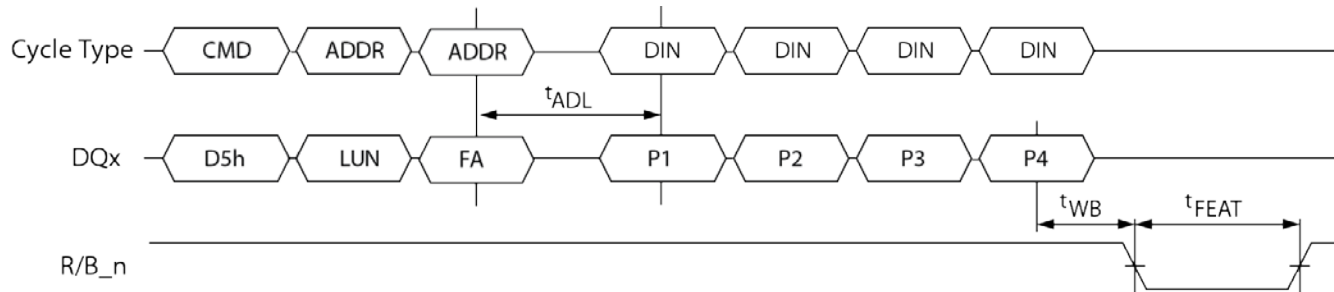 Cycle Type CMD ADDR ADDR DIN DIN DIN DIN
tADL
DQx D5h LUN FA P1 P2 P3 P4
tWB tFEAT
R/B_n